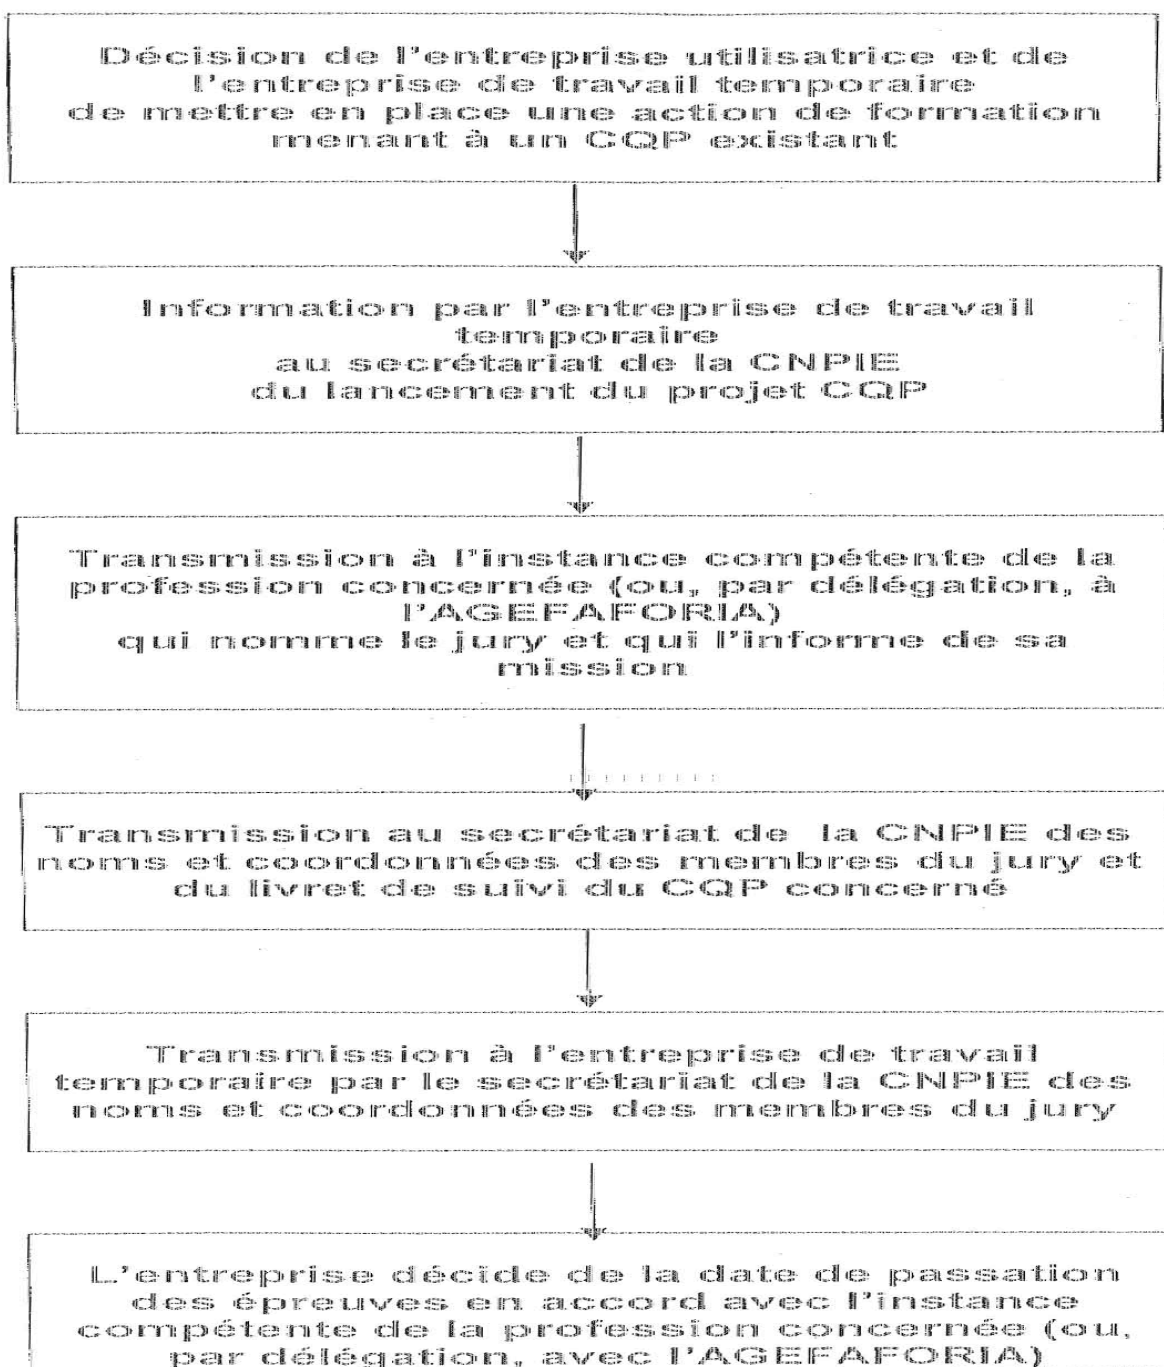 Décision de l'entreprise utilisatrice et de
l'entreprise de travail temporaire
de mettre en place une action de formation
menant à un CQP existant
Information par l'entreprise de travail
temporaire
au secrétariat de la CNPIE
du lancement du projet CQP
Transmission à l'instance compétente de la
profession concernée (ou, par délégation, à
l'AGEFAFORIA)
qui nomme le jury et qui l'informe de sa
mission
Transmission au secrétariat de la CNPIE des
noms et coordonnées des membres du jury et
du livret de suivi du CQP concerné
Transmission à l'entreprise de travail
temporaire par le secrétariat de la CNPIE des
noms et coordonnées des membres du jury
L'entreprise décide de la date de passation
des épreuves en accord avec l'instance
compétente de la profession concernée (ou,
par délégation, avec l'AGEFAFORIA)